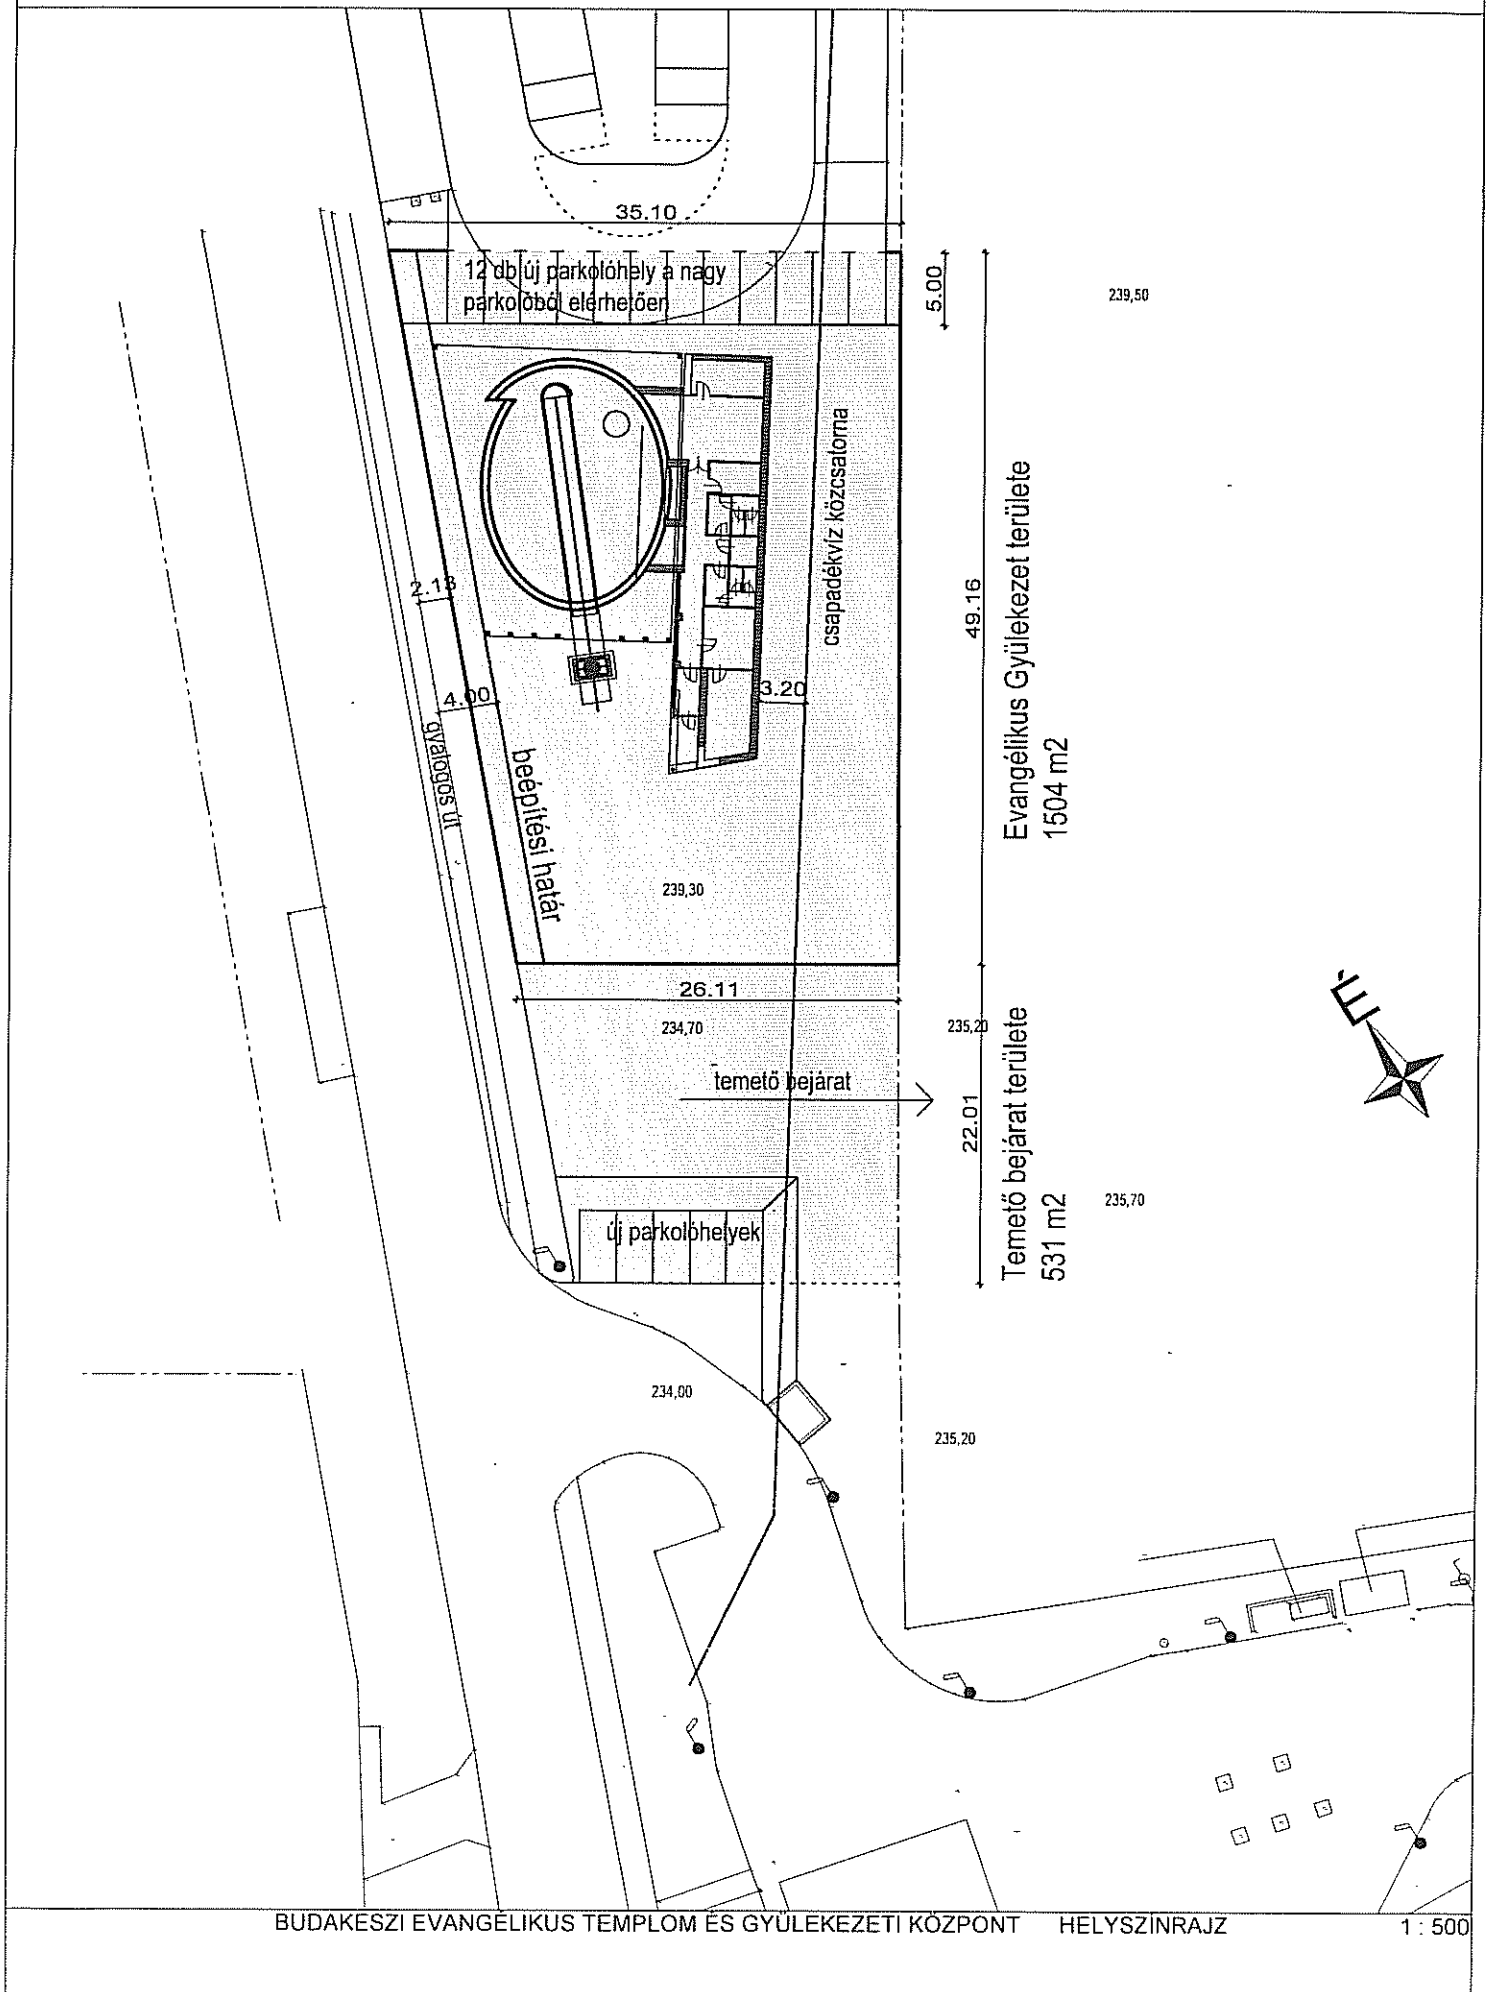 35.10
12 db új parkolóhely a nagy
parkolóból elérhetően
5.00
239,50
csapadékvíz közcsatorna
2.13
49.16
Evangélikus Gyülekezet területe
1504 m2
4.00
3.20
gyalogos út
beépítési határ
239,30
É
26.11
234,70
235,20
temető bejárat
22.01
Temető bejárat területe
531 m2
235,70
új parkolóhelyek
234,00
235,20
BUDAKESZI EVANGÉLIKUS TEMPLOM ÉS GYÜLEKEZETI KÖZPONT HELYSZÍNRAJZ 1 : 500